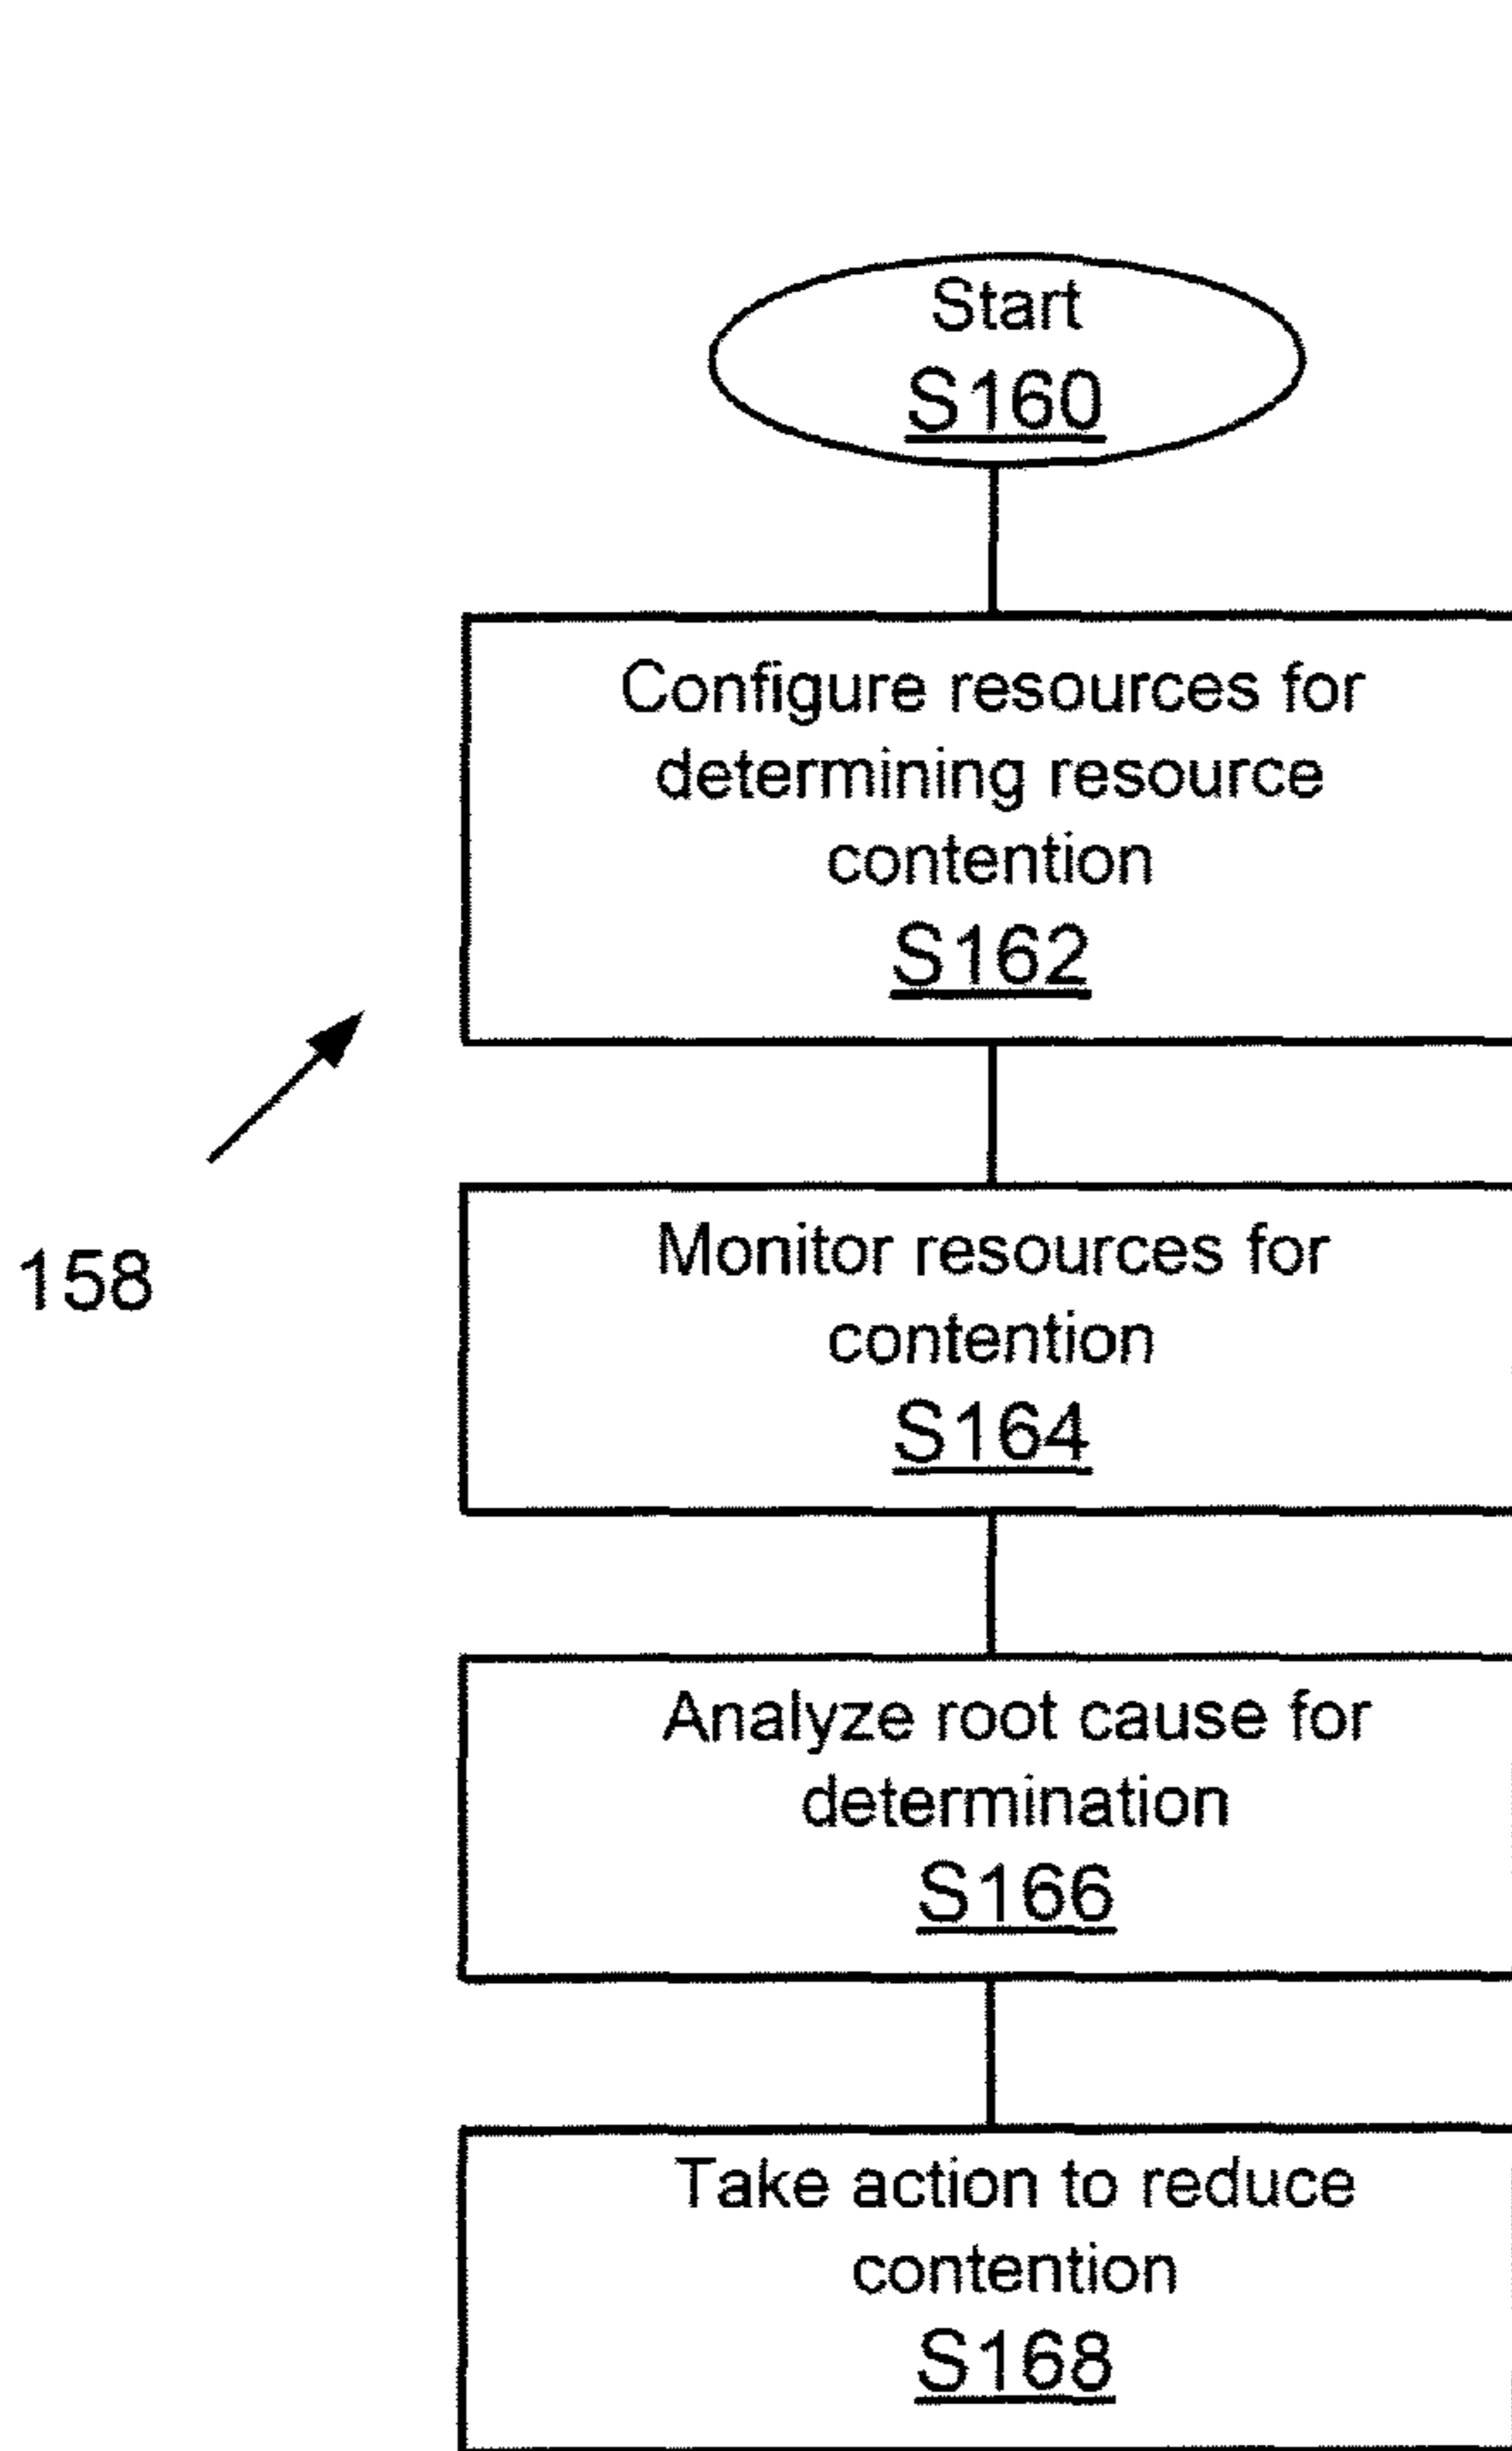 Start
S160
Configure resources for
determining resource
contention
S162
158
Monitor resources for
contention
S164
Analyze root cause for
determination
S166
Take action to reduce
contention
S168